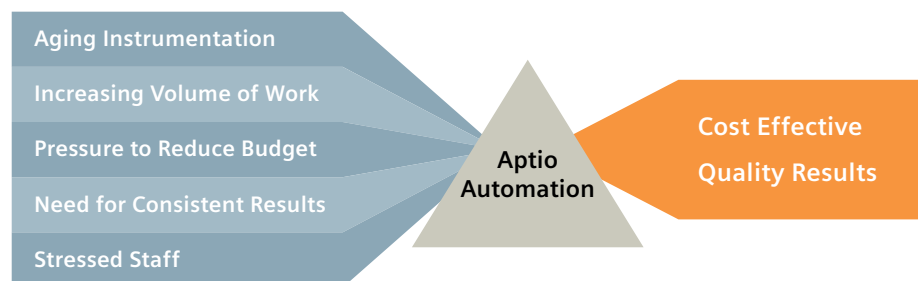 Aging Instrumentation
Increasing Volume of Work
Pressure to Reduce Budget
Need for Consistent Results
Stressed Staff
Aptio
Automation
Cost Effective
Quality Results